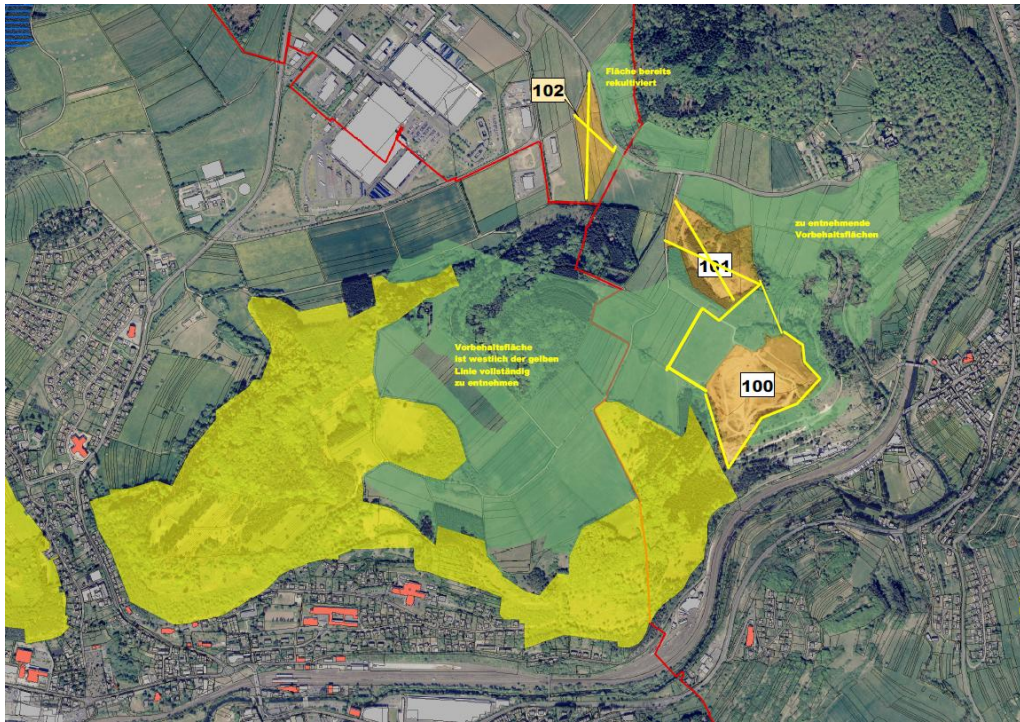 Fläche bereits
rekultiviert
102
zu entnehmende
Vorbehaltsflächen
101
Vorbehaltsfläche
ist westlich der gelben
Linie vollständig
zu entnehmen
100